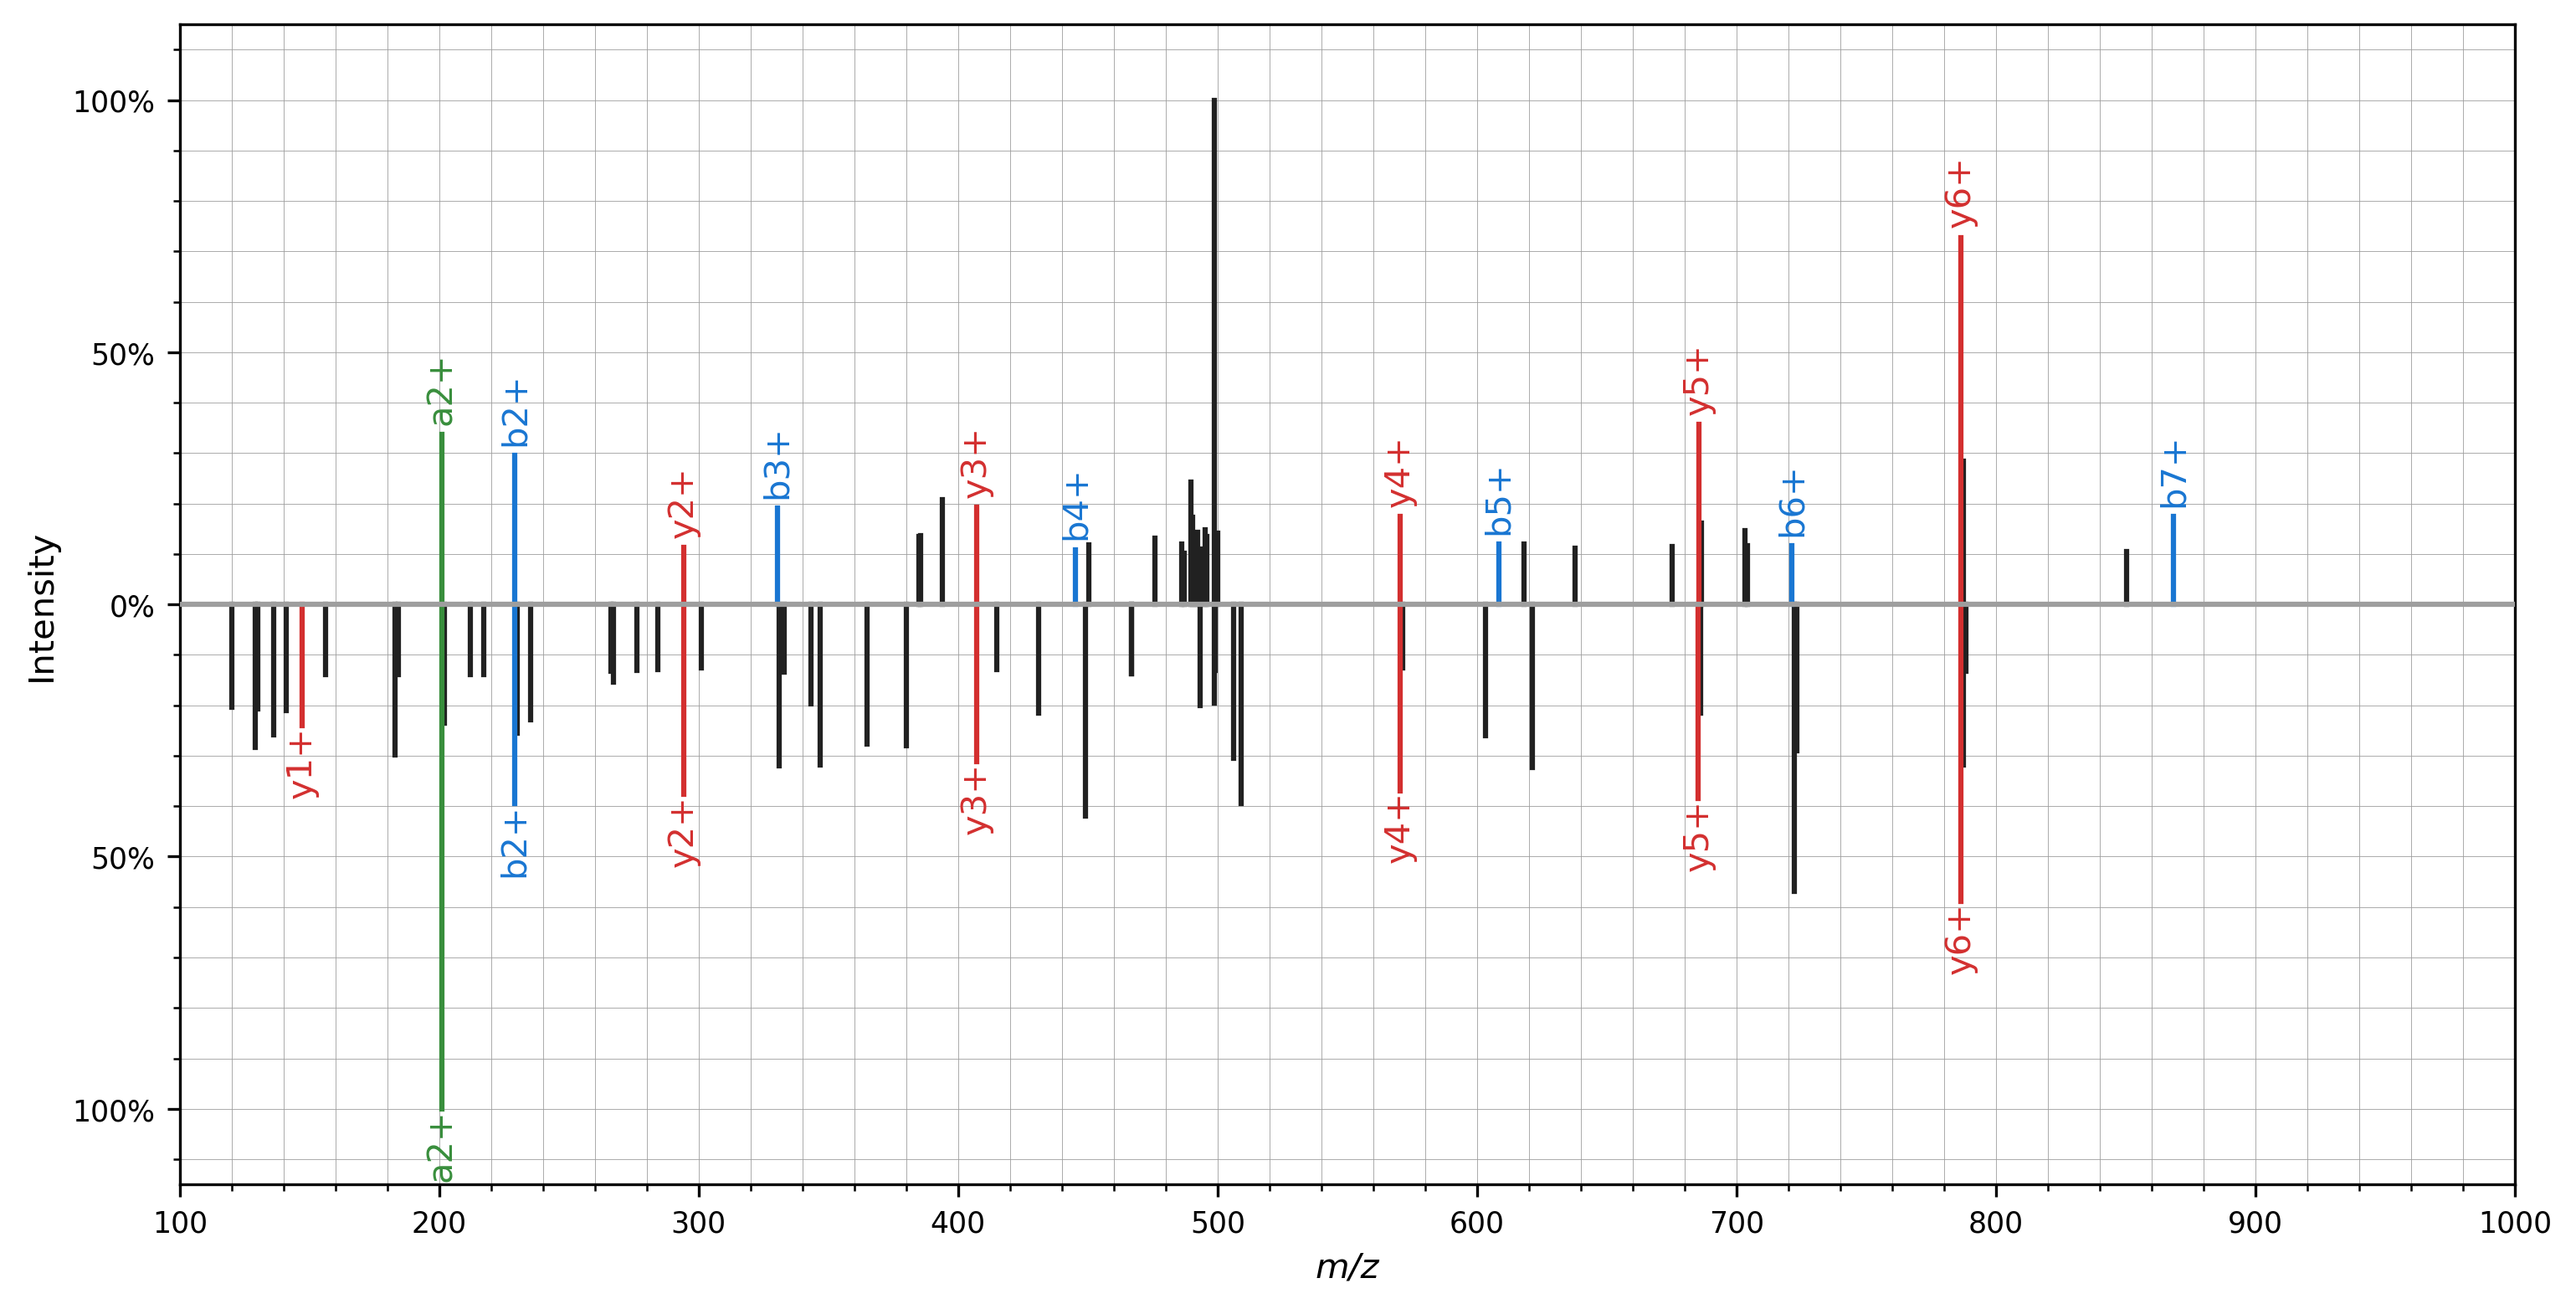 100%
50%
0%
50%
100%
Intensity
a2+
b2+
y2+
b3+
y3+
b4+
y4+
b5+
y5+
b6+
y6+
b7+
y1+
a2+
b2+
y2+
y3+
y4+
y5+
y6+
100 200 300 400 500 600 700 800 900 1000
m/z